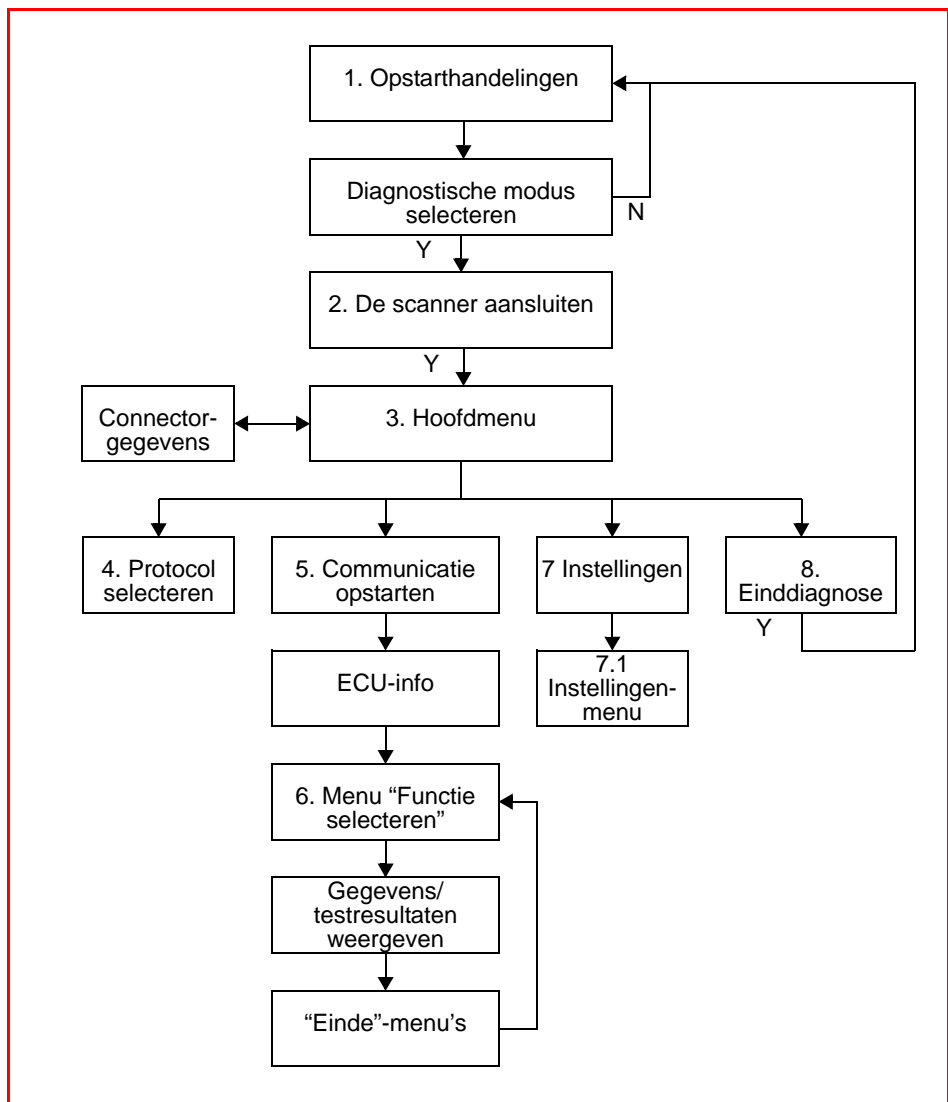 1. Opstarthandelingen
Diagnostische modus
selecteren
N
Y
2. De scanner aansluiten
Y
Connector-
gegevens
3. Hoofdmenu
4. Protocol
selecteren
5. Communicatie
opstarten
7 Instellingen
8.
Einddiagnose
Y
ECU-info
7.1
Instellingen-
menu
6. Menu “Functie
selecteren”
Gegevens/
testresultaten
weergeven
“Einde”-menu's